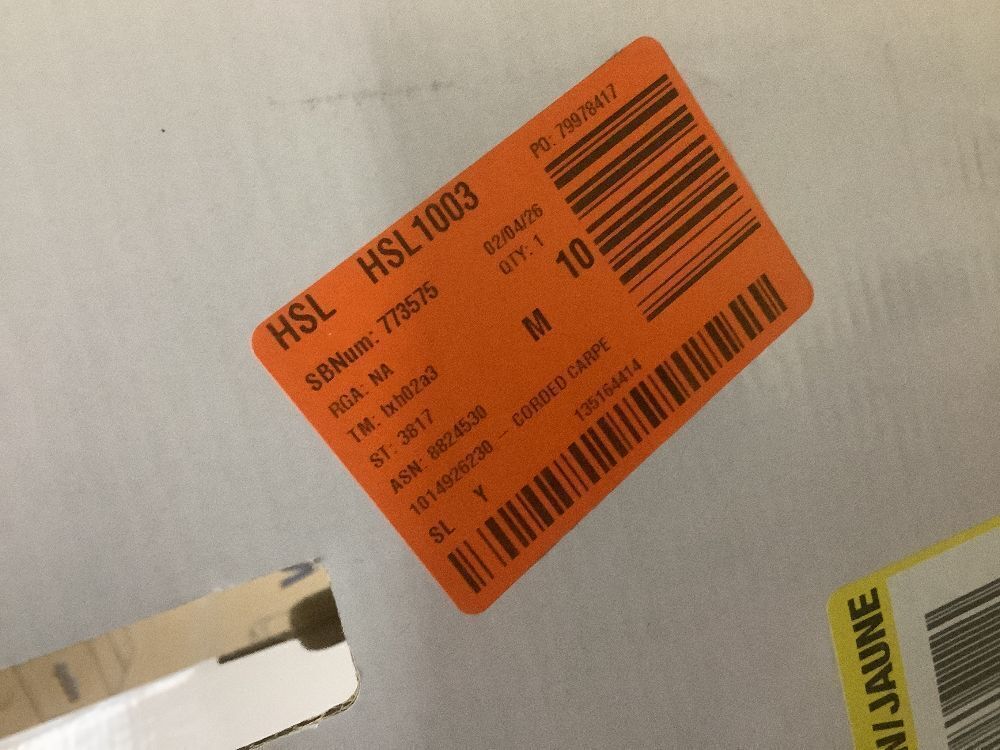 HSL HSL1003
PO: 79978417
SBNum: 773575
02/04/26
RGA: NA
QTY: 1
TM: txh02a3
M
10
ST: 3817
ASN: 8824530
1014926230 – CORDED CARPE
SL Y
135164414
/JAUNE